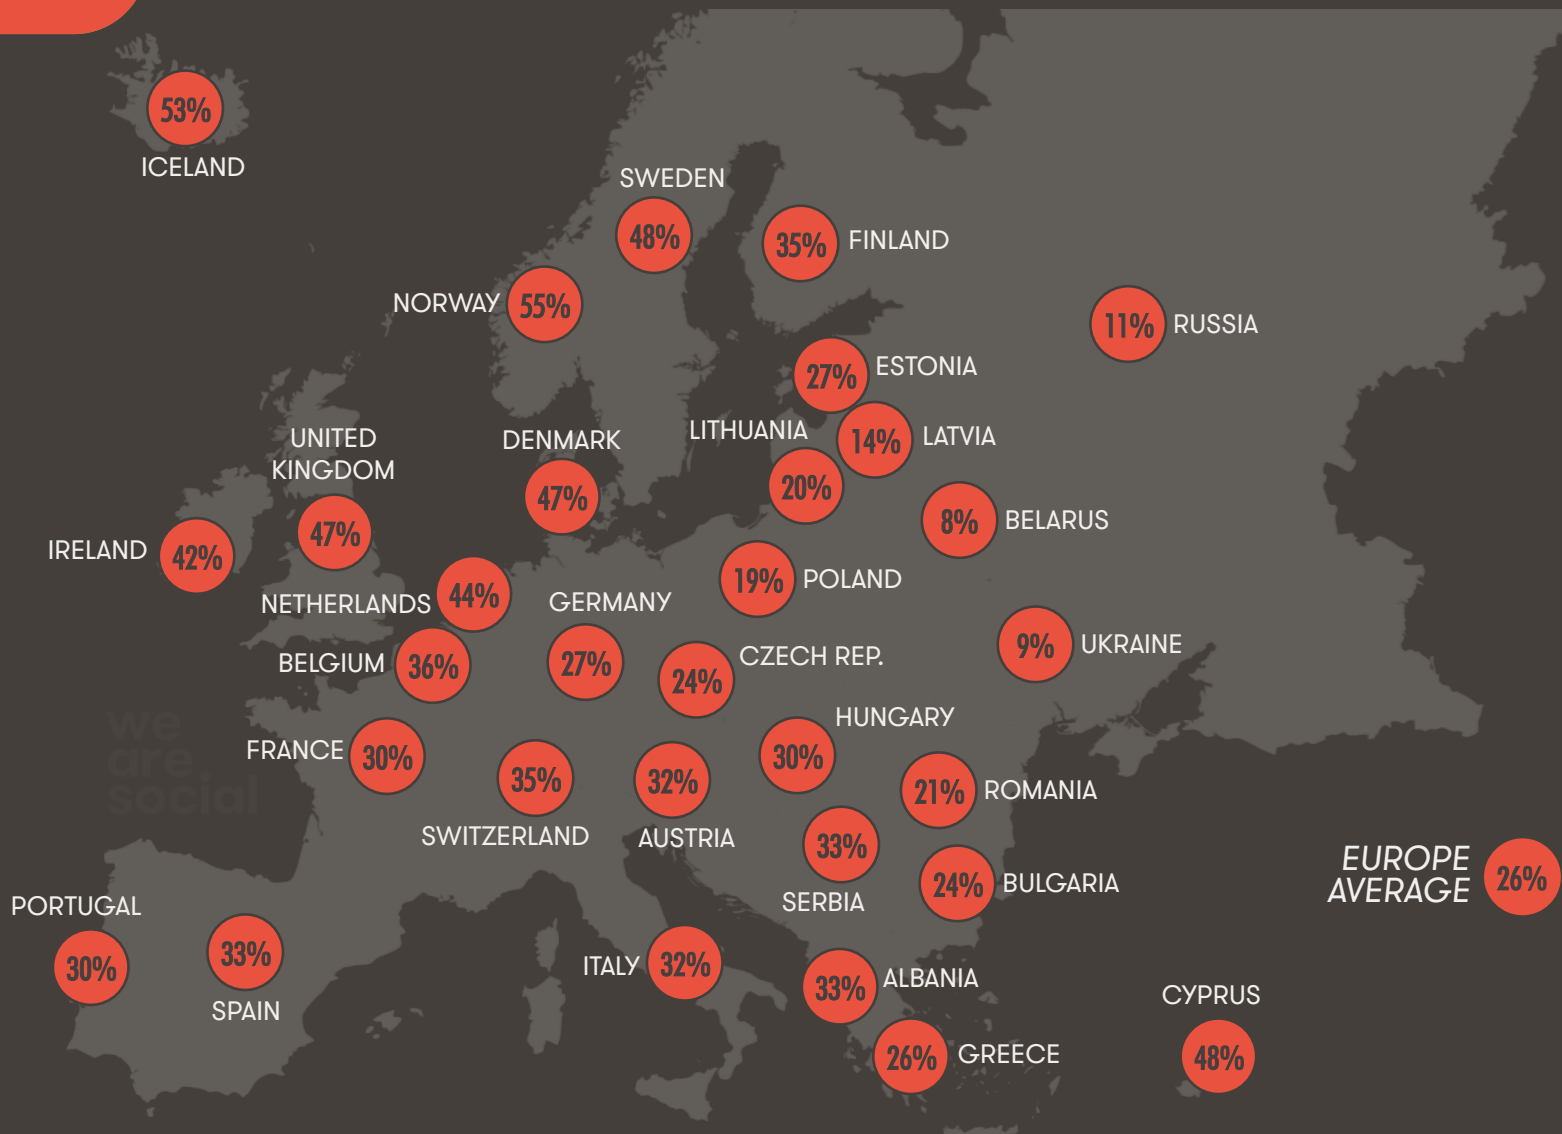 53%
ICELAND
SWEDEN
48%
35%
FINLAND
NORWAY
55%
11%
RUSSIA
27%
ESTONIA
LITHUANIA
14%
LATVIA
20%
UNITED
KINGDOM
47%
DENMARK
47%
8%
BELARUS
IRELAND
42%
NETHERLANDS
44%
GERMANY
27%
19%
POLAND
BELGIUM
36%
24%
CZECH REP.
9%
UKRAINE
we
are
social
FRANCE
30%
35%
SWITZERLAND
32%
AUSTRIA
HUNGARY
30%
21%
ROMANIA
33%
SERBIA
24%
BULGARIA
EUROPE
AVERAGE
26%
PORTUGAL
30%
33%
SPAIN
ITALY
32%
33%
ALBANIA
26%
GREECE
CYPRUS
48%